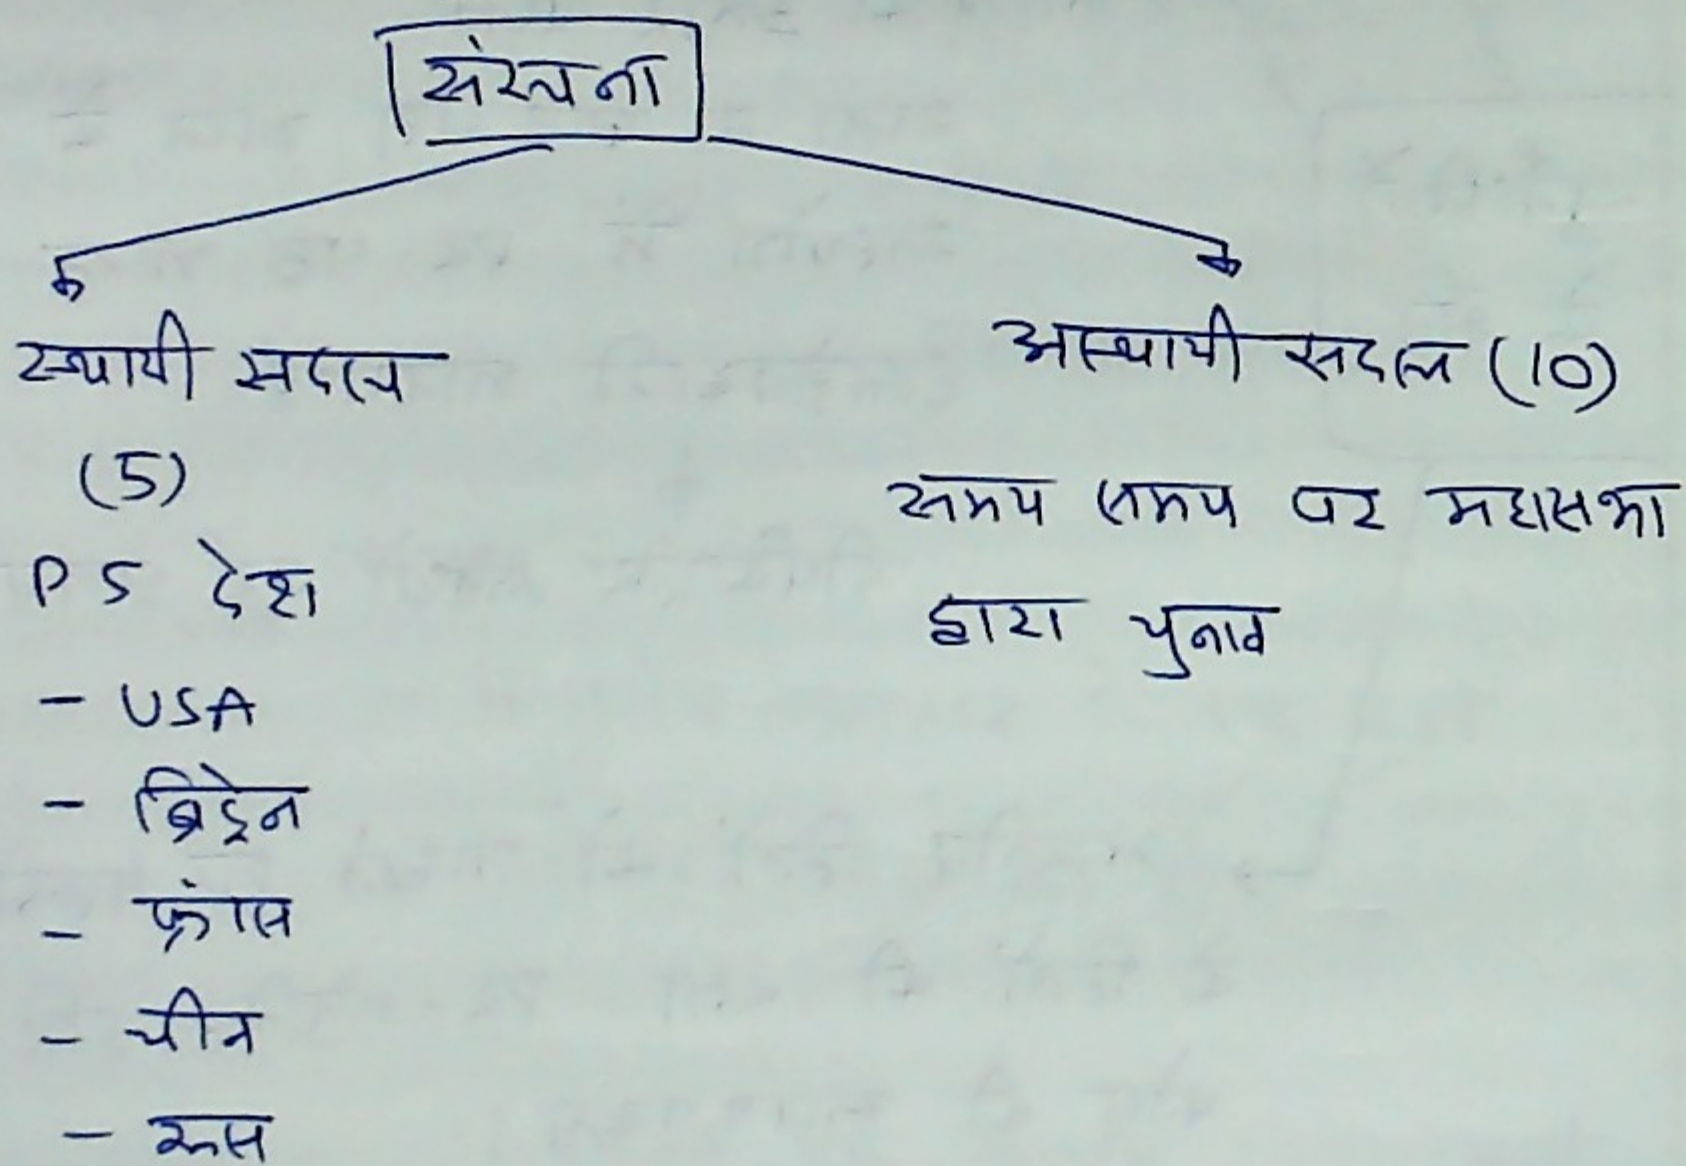 संरचना
स्थायी सदस्य
(5)
P5 देश
- USA
- ब्रिटेन
- फ्रांस
- चीन
- रूस
अस्थायी सदस्य (10)
समय समय पर महासभा
द्वारा चुनाव